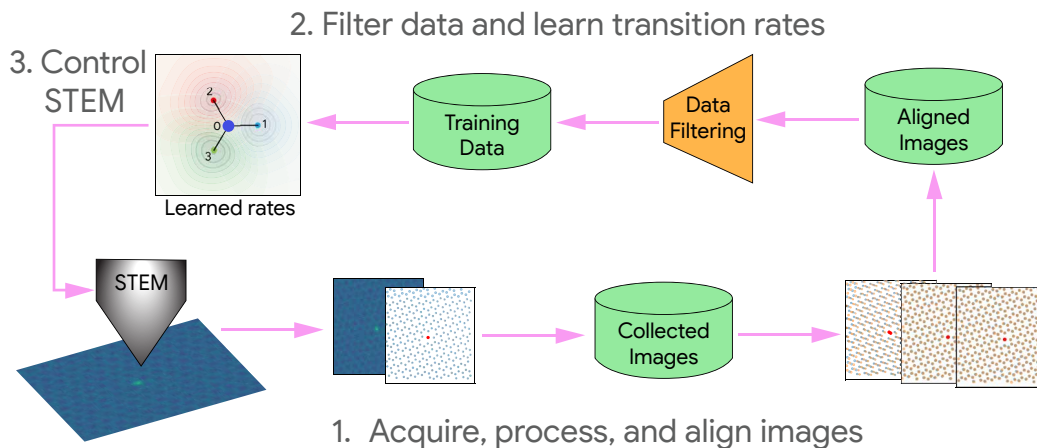 2. Filter data and learn transition rates
3. Control
STEM
2
0
1
3
Learned rates
Training
Data
Data
Filtering
Aligned
Images
STEM
Collected
Images
1. Acquire, process, and align images